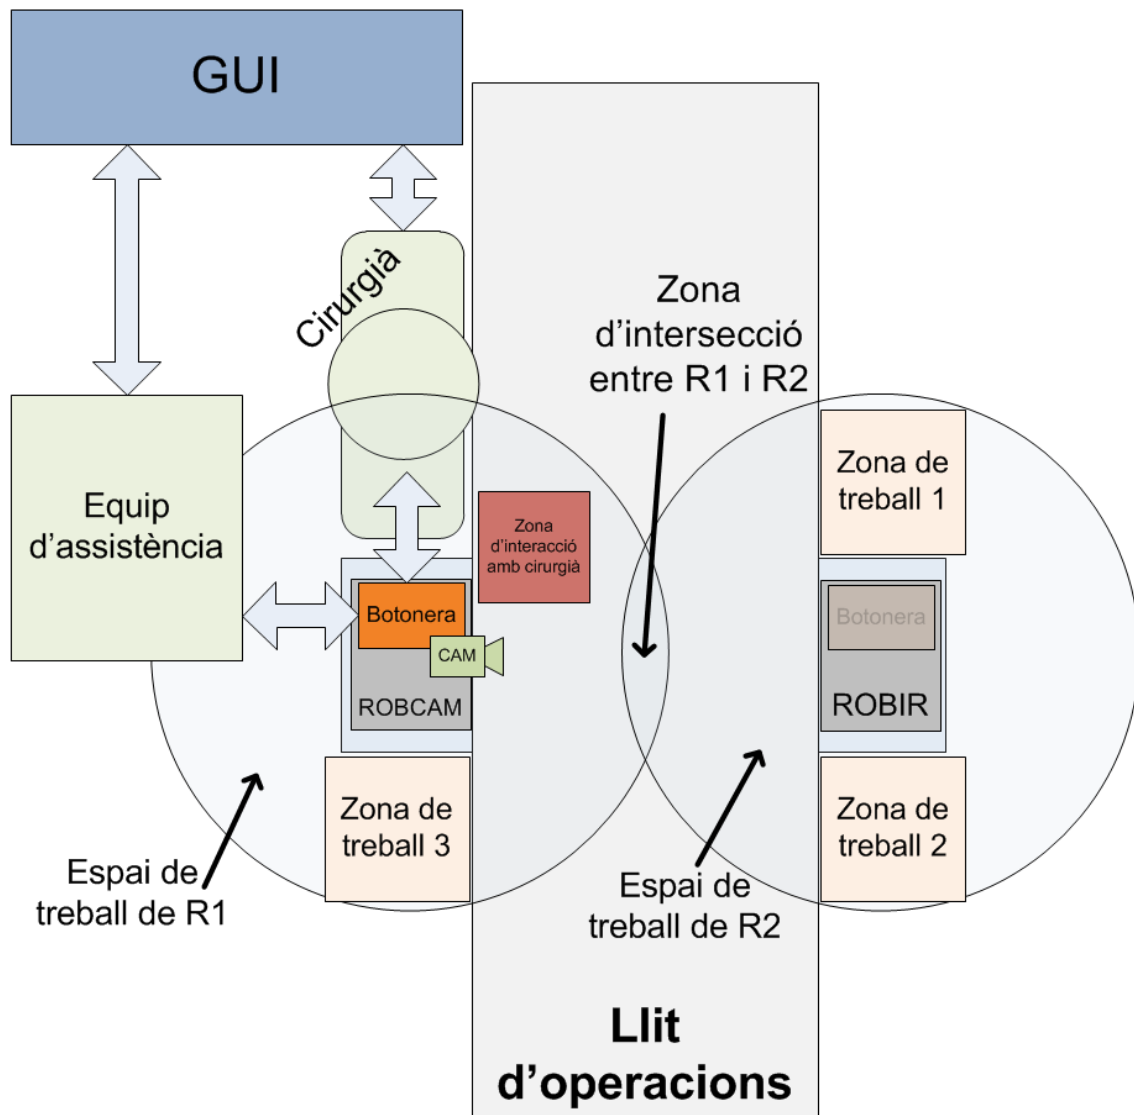 GUI
Cirurgià
Zona
d’intersecció
entre R1 i R2
Equip
d’assistència
Zona
d’interacció
amb cirurgià
Zona de
treball 1
Botonera
CAM
ROBCAM
Botonera
ROBIR
Zona de
treball 3
Zona de
treball 2
Espai de
treball de R1
Espai de
treball de R2
Llit
d’operacions